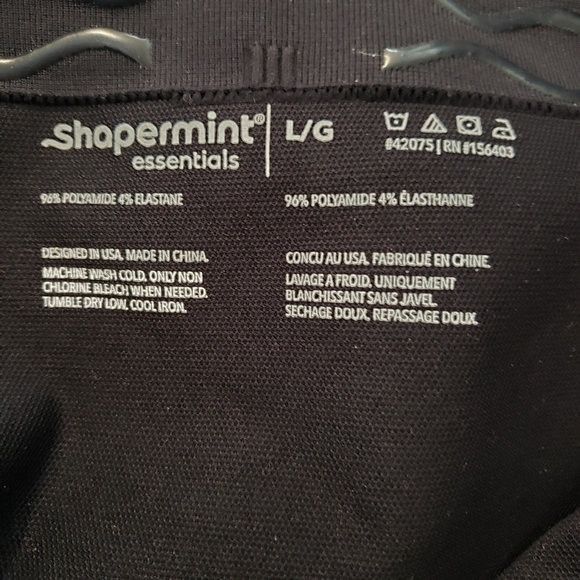 shapermint®
essentials
L/G
#42075 | RN #156403
96% POLYAMIDE 4% ELASTANE
96% POLYAMIDE 4% ÉLASTHANNE
DESIGNED IN USA, MADE IN CHINA.
MACHINE WASH COLD, ONLY NON
CHLORINE BLEACH WHEN NEEDED.
TUMBLE DRY LOW, COOL IRON.
CONCU AU USA, FABRIQUÉ EN CHINE.
LAVAGE A FROID, UNIQUEMENT
BLANCHISSANT SANS JAVEL.
SECHAGE DOUX, REPASSAGE DOUX.